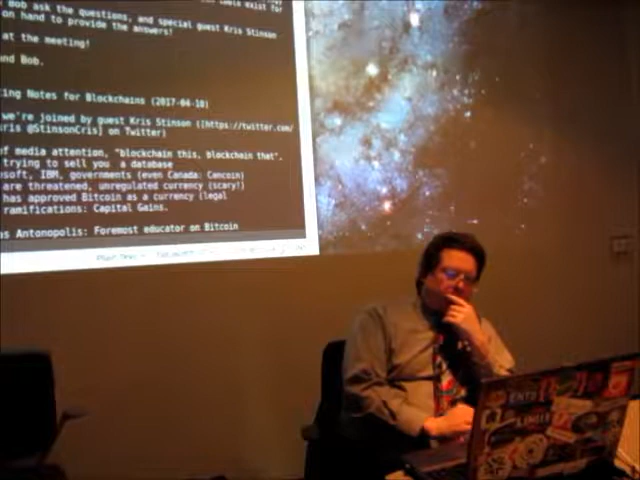 Bob ask the questions, and special guest Kris Stinson
on hand to provide the answers!
at the meeting!
and Bob.
ing Notes for Blockchains (2017-04-10)
we're joined by guest Kris Stinson ([https://twitter.com/
ris @StinsonCris] on Twitter)
of media attention, "blockchain this, blockchain that".
trying to sell you a database
soft, IBM, governments (even Canada: Cancoin)
are threatened, unregulated currency (scary!)
has approved Bitcoin as a currency (legal
ramifications: Capital Gains.
as Antonopolis: Foremost educator on Bitcoin